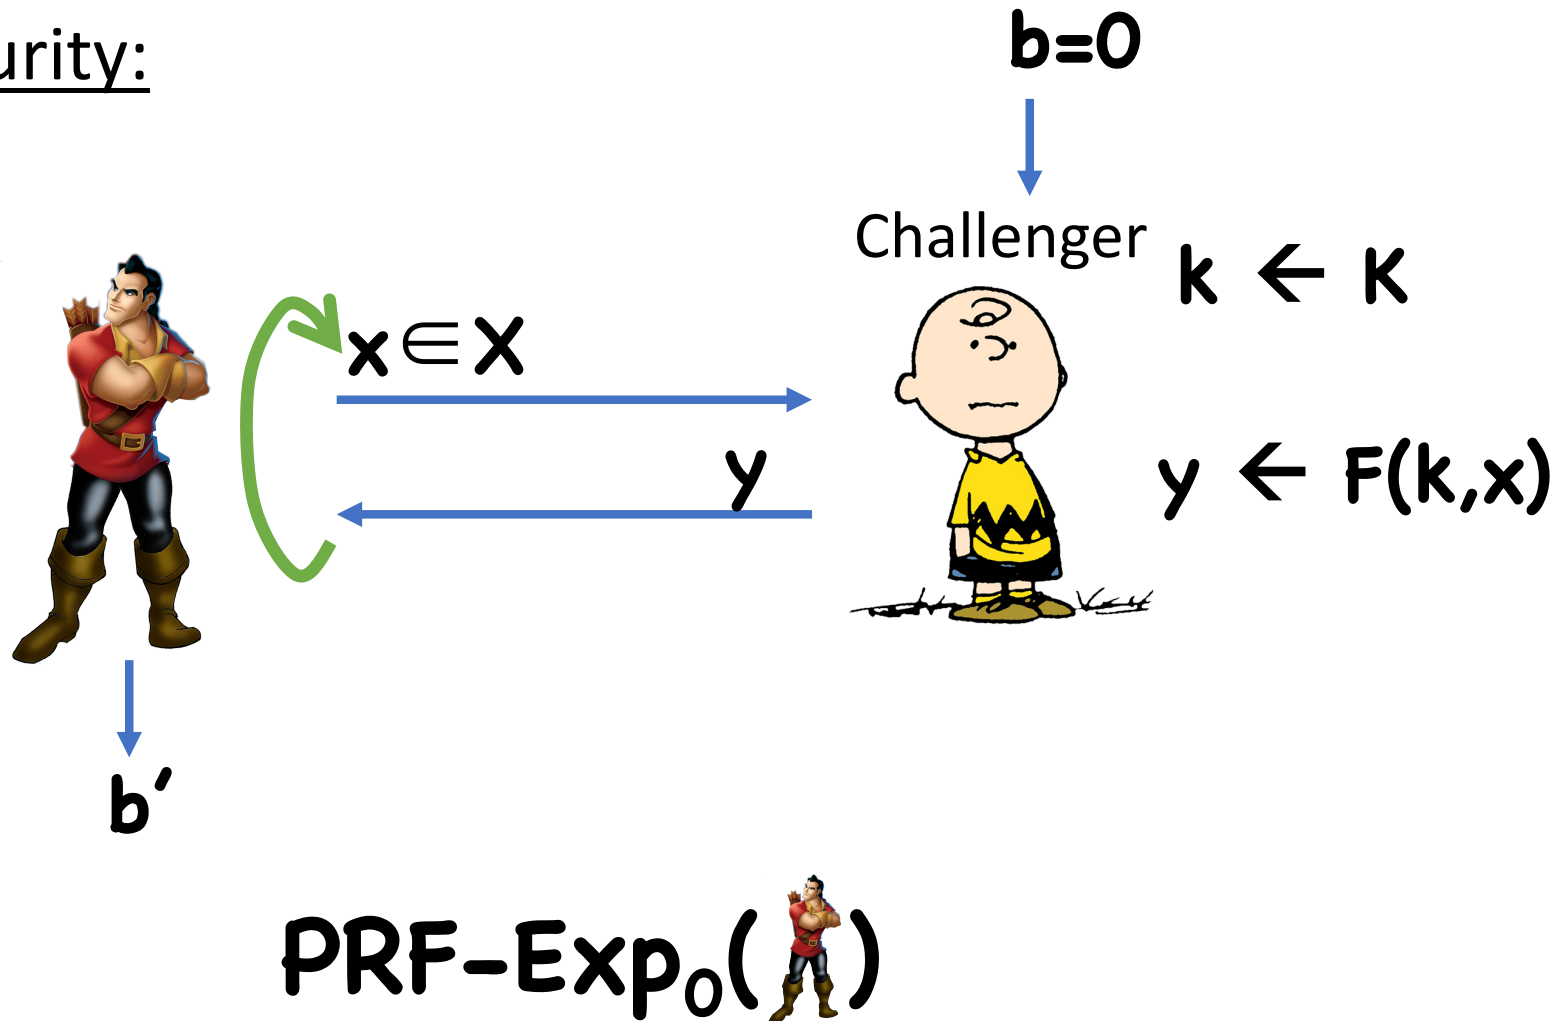 urity:
b=0
Challenger
k ← K
x ∈ X
y
y ← F(k,x)
b′
PRF-Exp₀( )